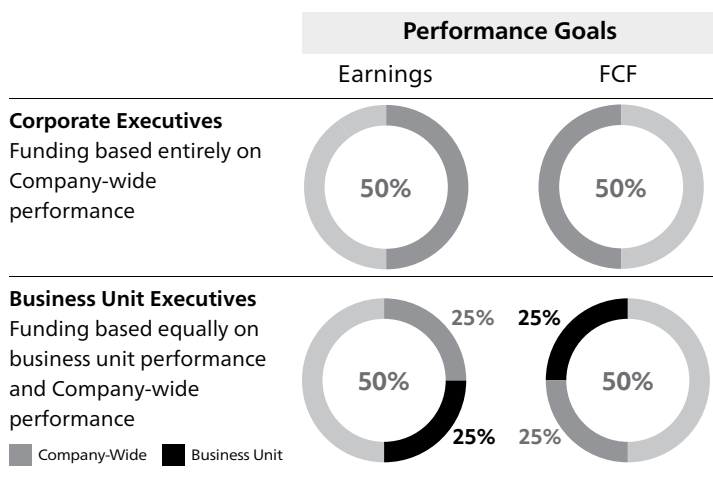 Performance Goals
Earnings FCF
Corporate Executives
Funding based entirely on
Company-wide
performance
50% 50%
Business Unit Executives
Funding based equally on
business unit performance
and Company-wide
performance
25% 25%
50% 50%
25% 25%
Company-Wide Business Unit